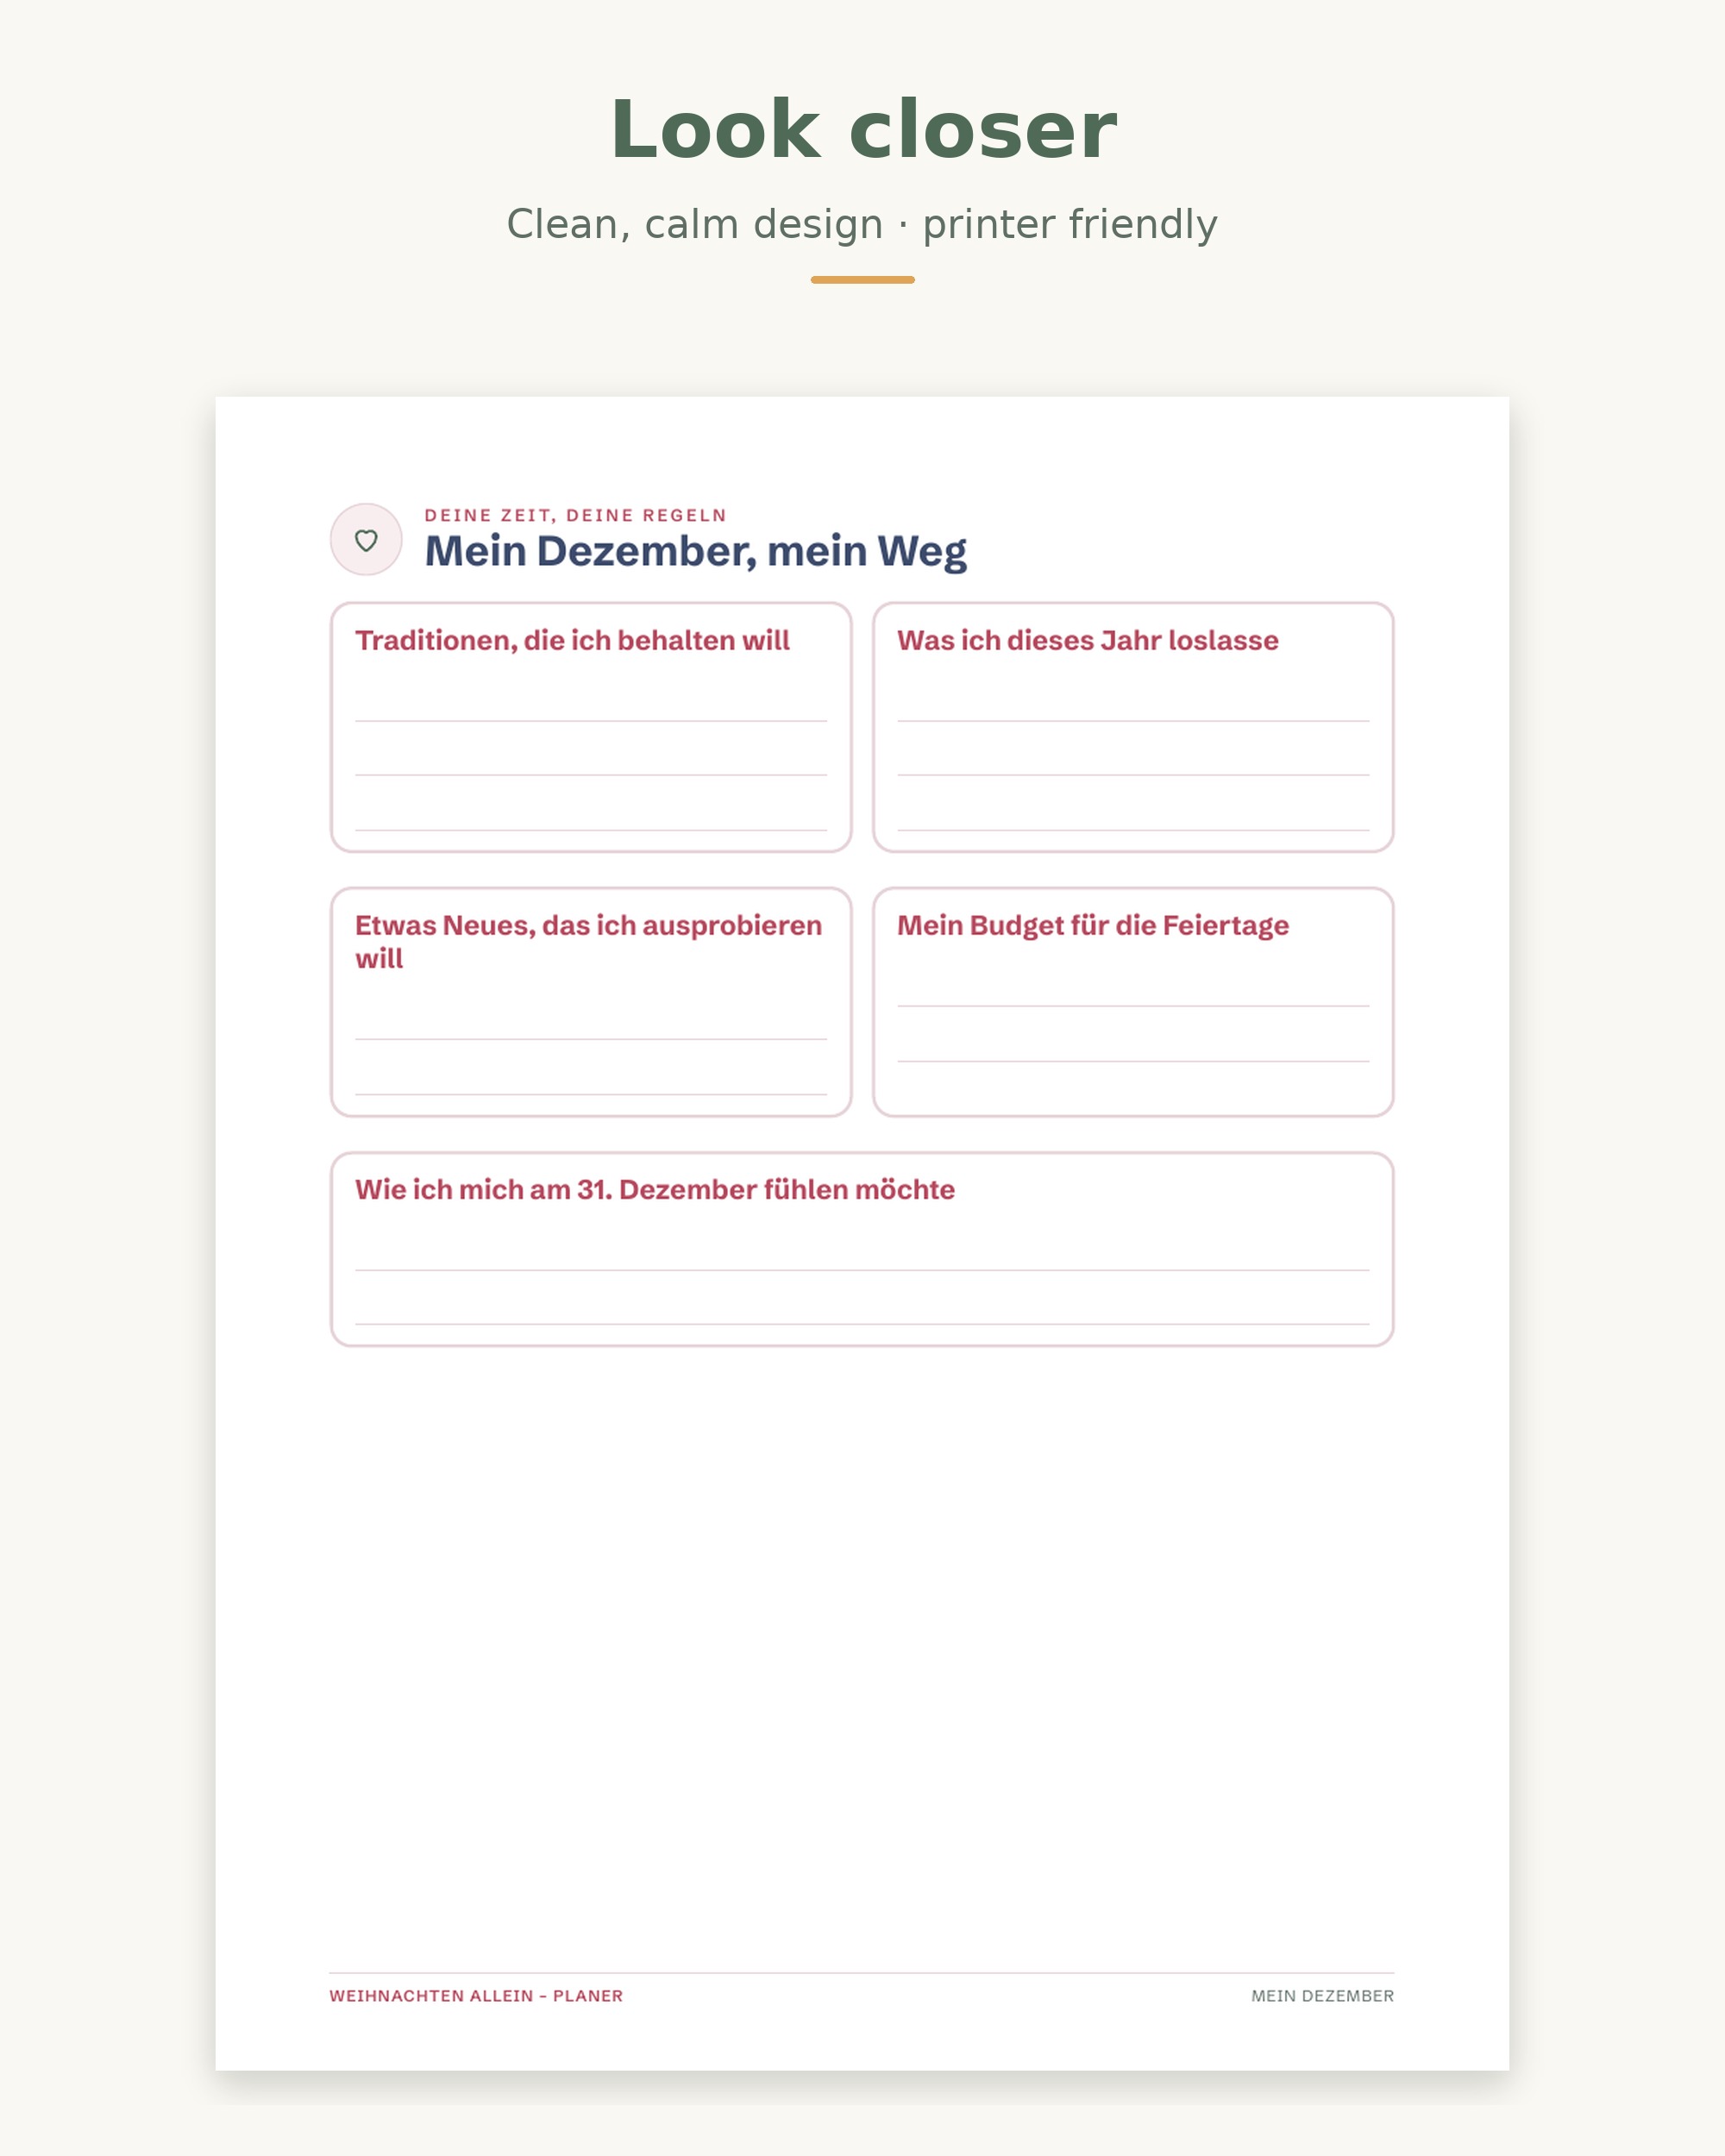 Look closer
Clean, calm design · printer friendly
DEINE ZEIT, DEINE REGELN
Mein Dezember, mein Weg
Traditionen, die ich behalten will
Was ich dieses Jahr loslasse
Etwas Neues, das ich ausprobieren
will
Mein Budget für die Feiertage
Wie ich mich am 31. Dezember fühlen möchte
WEIHNACHTEN ALLEIN – PLANER
MEIN DEZEMBER